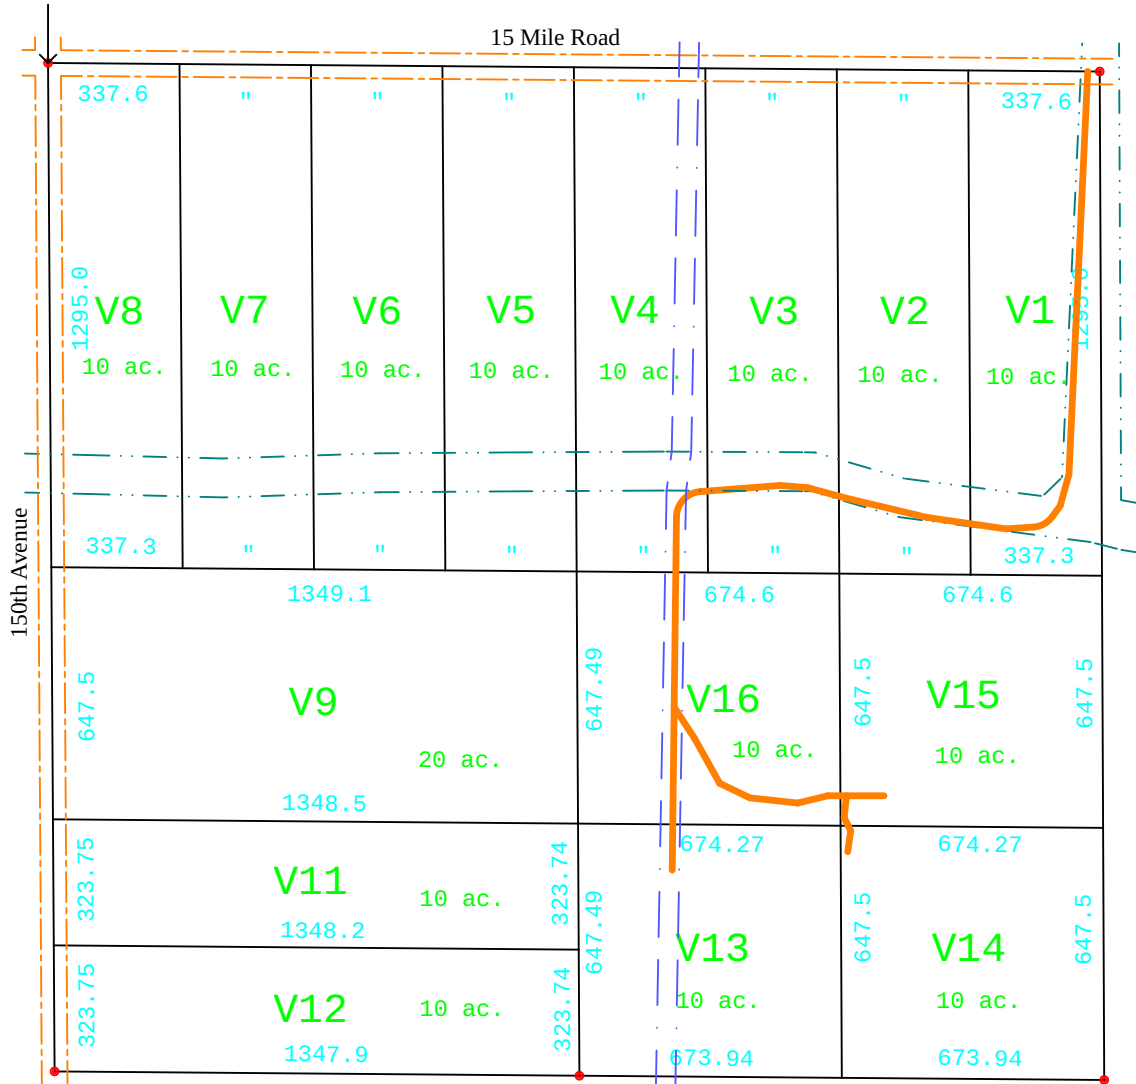 15 Mile Road
337.6 " " " " " " 337.6
1295.0
1295.0
V8 V7 V6 V5 V4 V3 V2 V1
10 ac. 10 ac. 10 ac. 10 ac. 10 ac. 10 ac. 10 ac. 10 ac.
150th Avenue
337.3 " " " " " " 337.3
1349.1 674.6 674.6
647.5 647.49 647.5 647.5
V9 V16 V15
20 ac. 10 ac. 10 ac.
1348.5
674.27 674.27
323.75 323.74
V11 10 ac.
1348.2
647.49 647.5 647.5
V13 V14
323.75 323.74
V12 10 ac. 10 ac. 10 ac.
1347.9 673.94 673.94